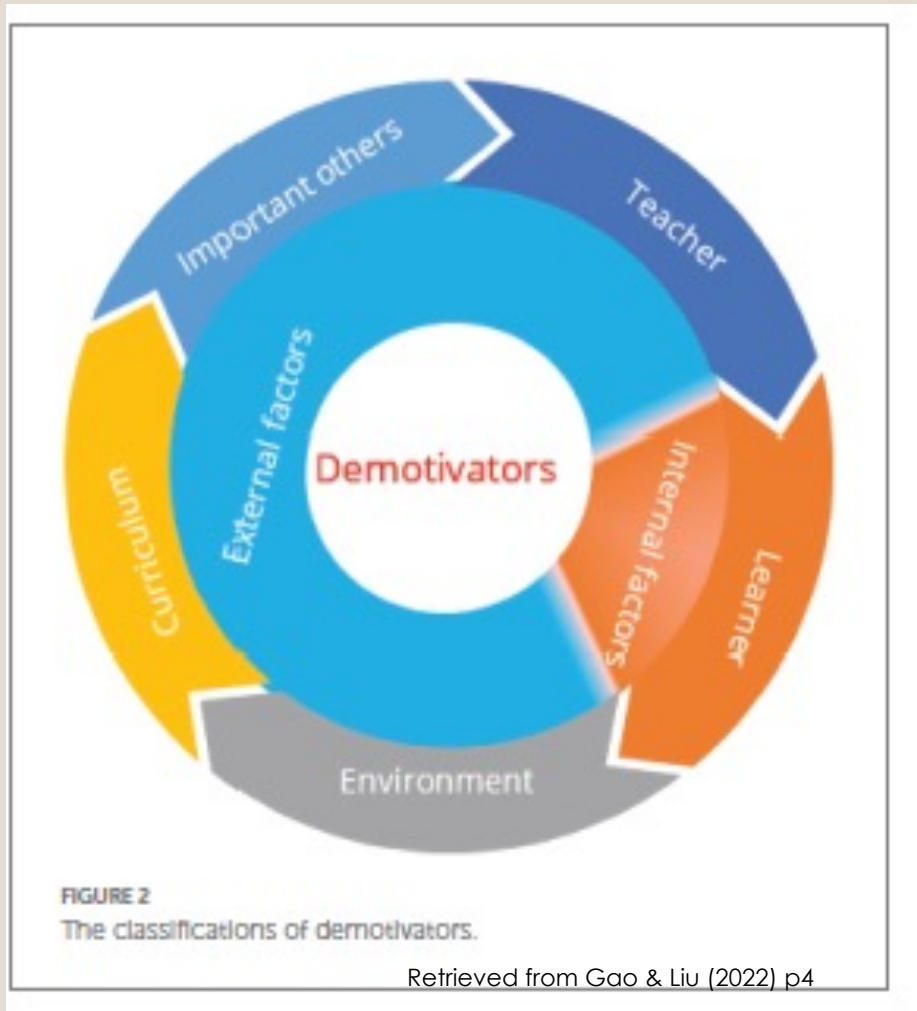 Important others
Teacher
External factors
Demotivators
Internal factors
Curriculum
Learner
Environment
FIGURE 2
The classifications of demotivators.
Retrieved from Gao & Liu (2022) p4